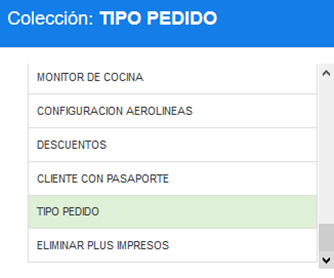 Colección: TIPO PEDIDO
MONITOR DE COCINA
CONFIGURACION AEROLINEAS
DESCUENTOS
CLIENTE CON PASAPORTE
TIPO PEDIDO
ELIMINAR PLUS IMPRESOS